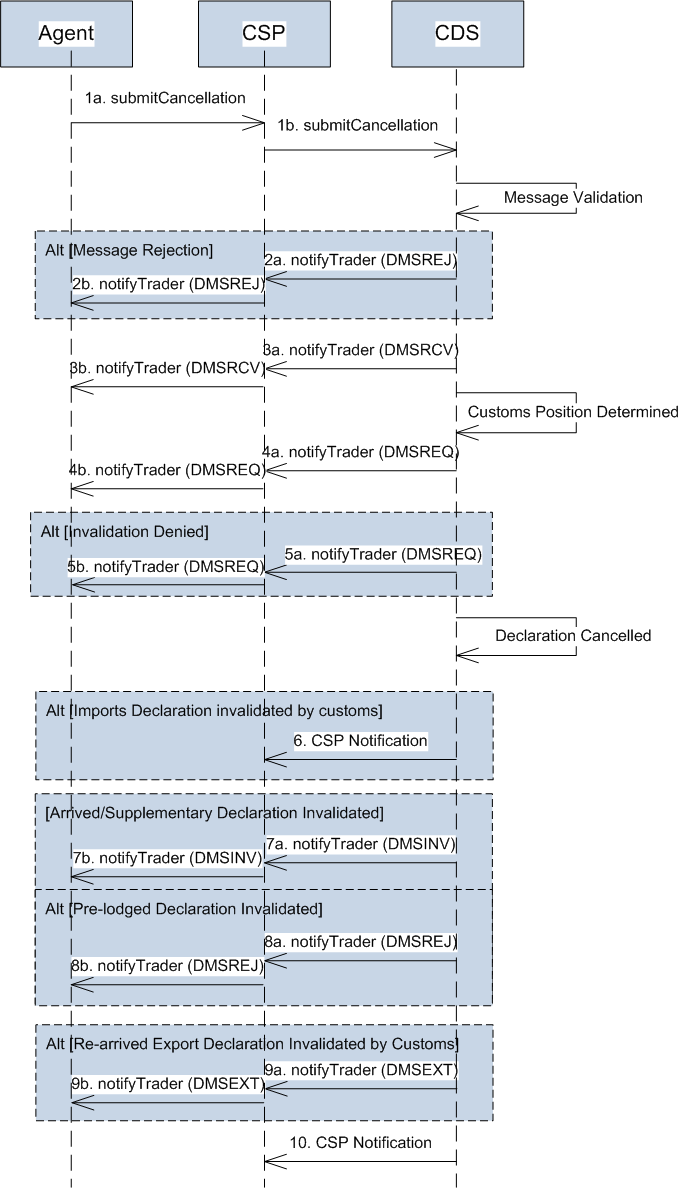 Agent
CSP
CDS
1a. submitCancellation
1b. submitCancellation
Message Validation
Alt [Message Rejection]
2a. notifyTrader (DMSREJ)
2b. notifyTrader (DMSREJ)
3a. notifyTrader (DMSRCV)
3b. notifyTrader (DMSRCV)
Customs Position Determined
4a. notifyTrader (DMSREQ)
4b. notifyTrader (DMSREQ)
Alt [Invalidation Denied]
5a. notifyTrader (DMSREQ)
5b. notifyTrader (DMSREQ)
Declaration Cancelled
Alt [Imports Declaration invalidated by customs]
6. CSP Notification
[Arrived/Supplementary Declaration Invalidated]
7a. notifyTrader (DMSINV)
7b. notifyTrader (DMSINV)
Alt [Pre-lodged Declaration Invalidated]
8a. notifyTrader (DMSREJ)
8b. notifyTrader (DMSREJ)
Alt [Re-arrived Export Declaration Invalidated by Customs]
9a. notifyTrader (DMSEXT)
9b. notifyTrader (DMSEXT)
10. CSP Notification